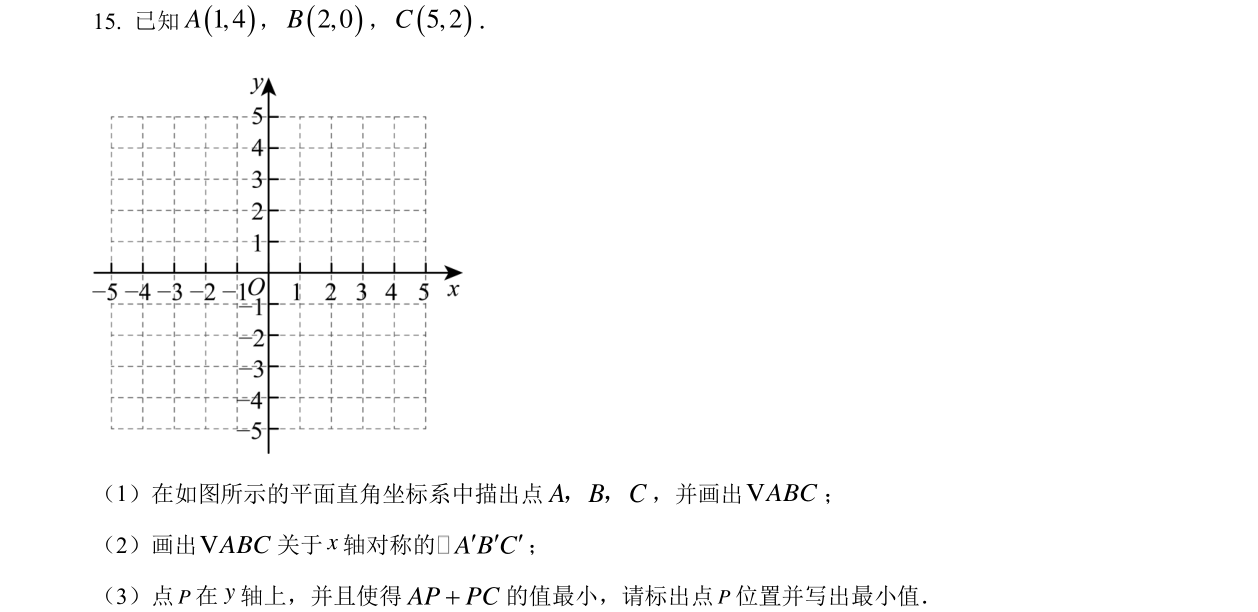 15. 已知 A(1,4)，B(2,0)，C(5,2)．
y
5
4
3
2
1
−5 −4 −3 −2 −1 O 1 2 3 4 5 x
−1
−2
−3
−4
−5
（1）在如图所示的平面直角坐标系中描出点 A，B，C，并画出 VABC；
（2）画出 VABC 关于 x 轴对称的□ A′B′C′；
（3）点 P 在 y 轴上，并且使得 AP + PC 的值最小，请标出点 P 位置并写出最小值．